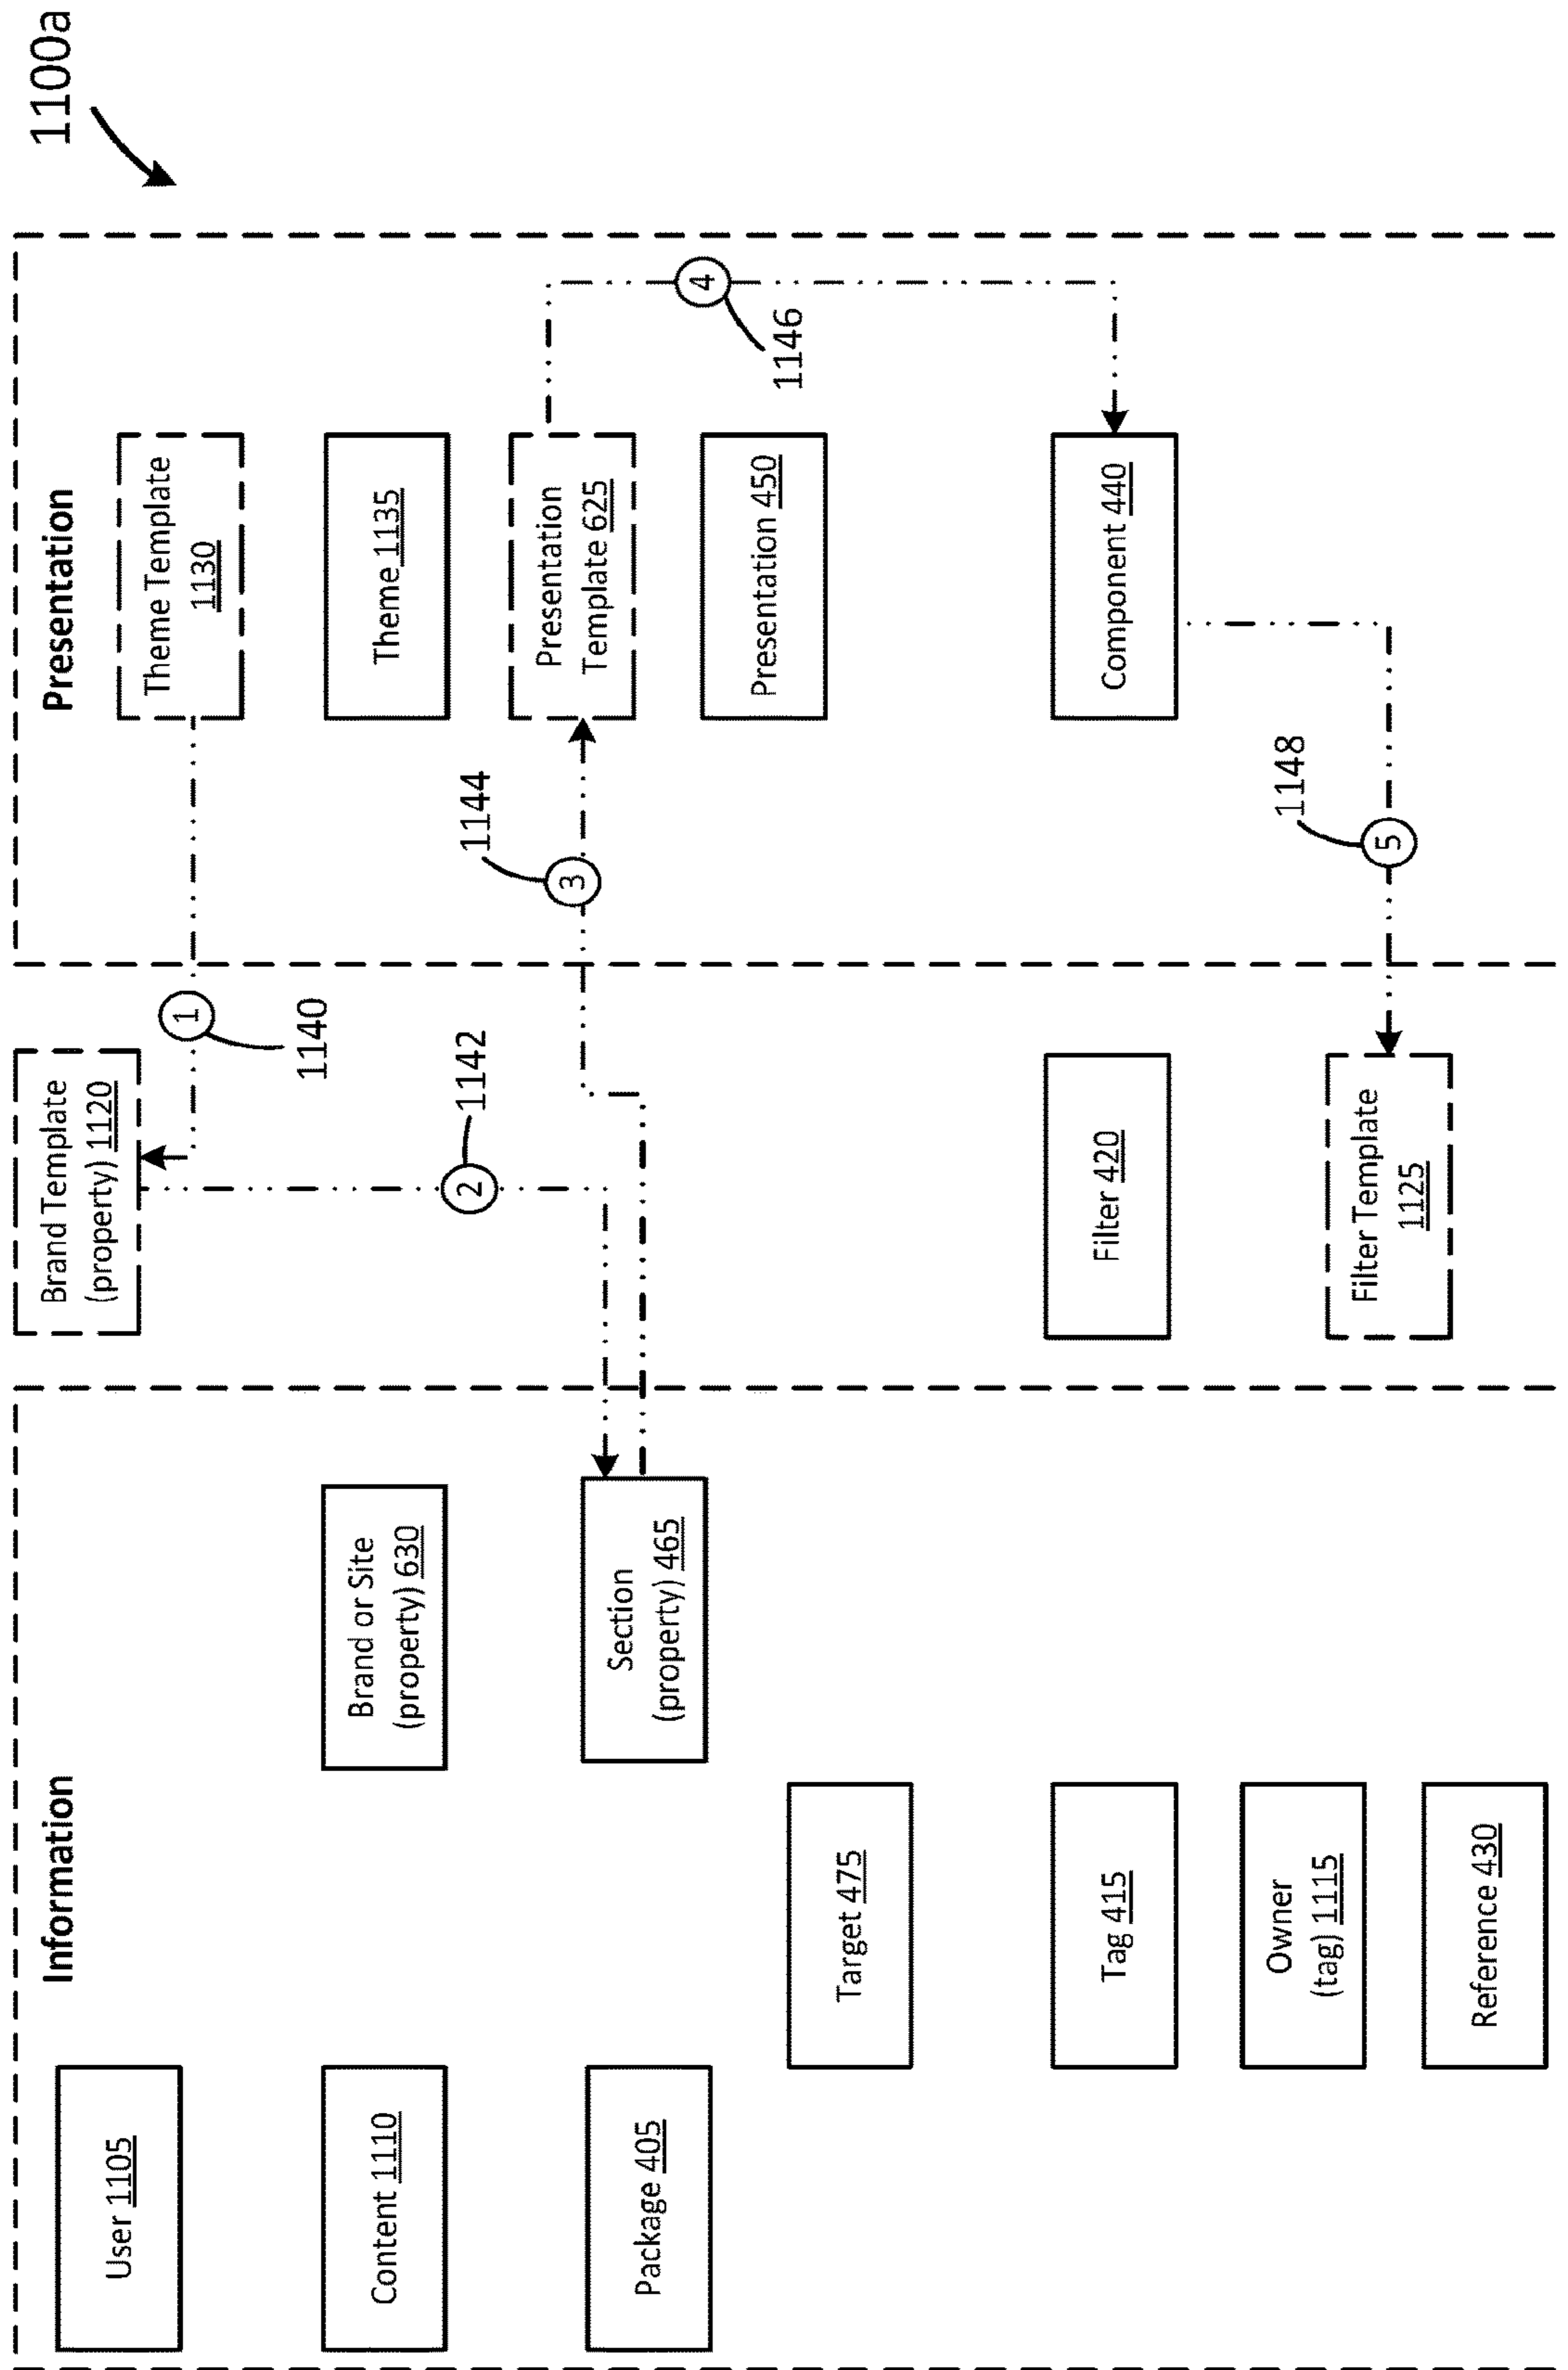 1100a
Information
Presentation
User 1105
Content 1110
Package 405
Target 475
Tag 415
Owner
(tag) 1115
Reference 430
Brand or Site
(property) 630
Section
(property) 465
Brand Template
(property) 1120
Filter 420
Filter Template
1125
Theme Template
1130
Theme 1135
Presentation
Template 625
Presentation 450
Component 440
1
1140
2
1142
3
1144
4
1146
5
1148